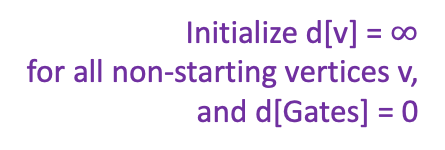 Initialize d[v] = ∞
for all non-starting vertices v,
and d[Gates] = 0